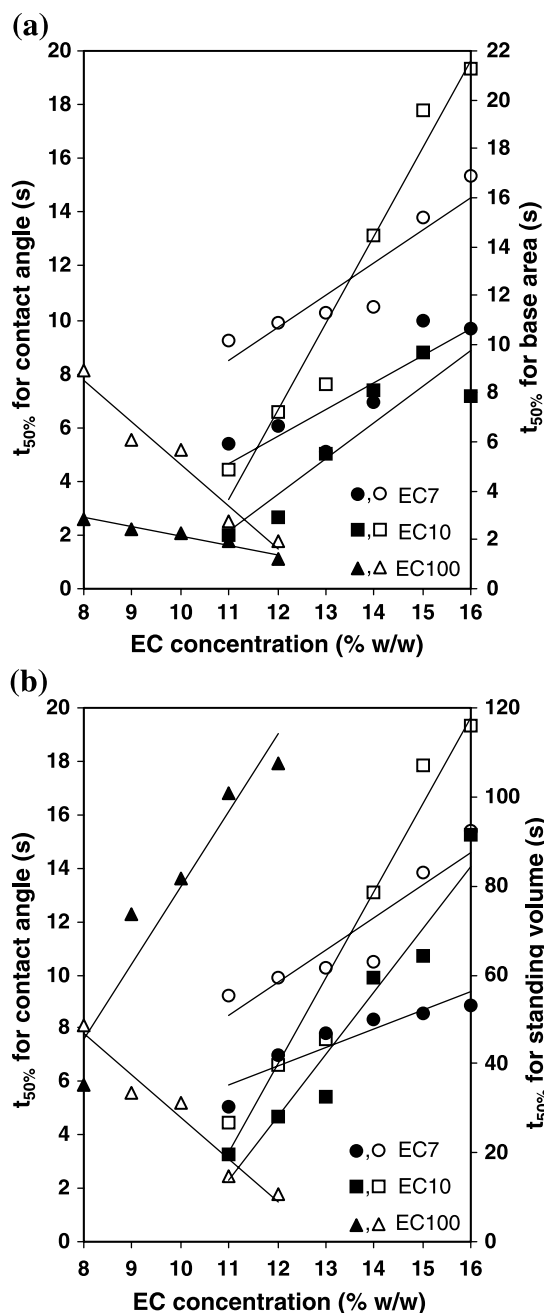 (a)
20
18
16
14
12
10
8
6
4
2
0
t50% for contact angle (s)
22
20
18
16
14
12
10
8
6
4
2
0
t50% for base area (s)
●,○ EC7
■,□ EC10
▲,△ EC100
8 9 10 11 12 13 14 15 16
EC concentration (% w/w)
(b)
20
18
16
14
12
10
8
6
4
2
0
t50% for contact angle (s)
120
100
80
60
40
20
0
t50% for standing volume (s)
●,○ EC7
■,□ EC10
▲,△ EC100
8 9 10 11 12 13 14 15 16
EC concentration (% w/w)